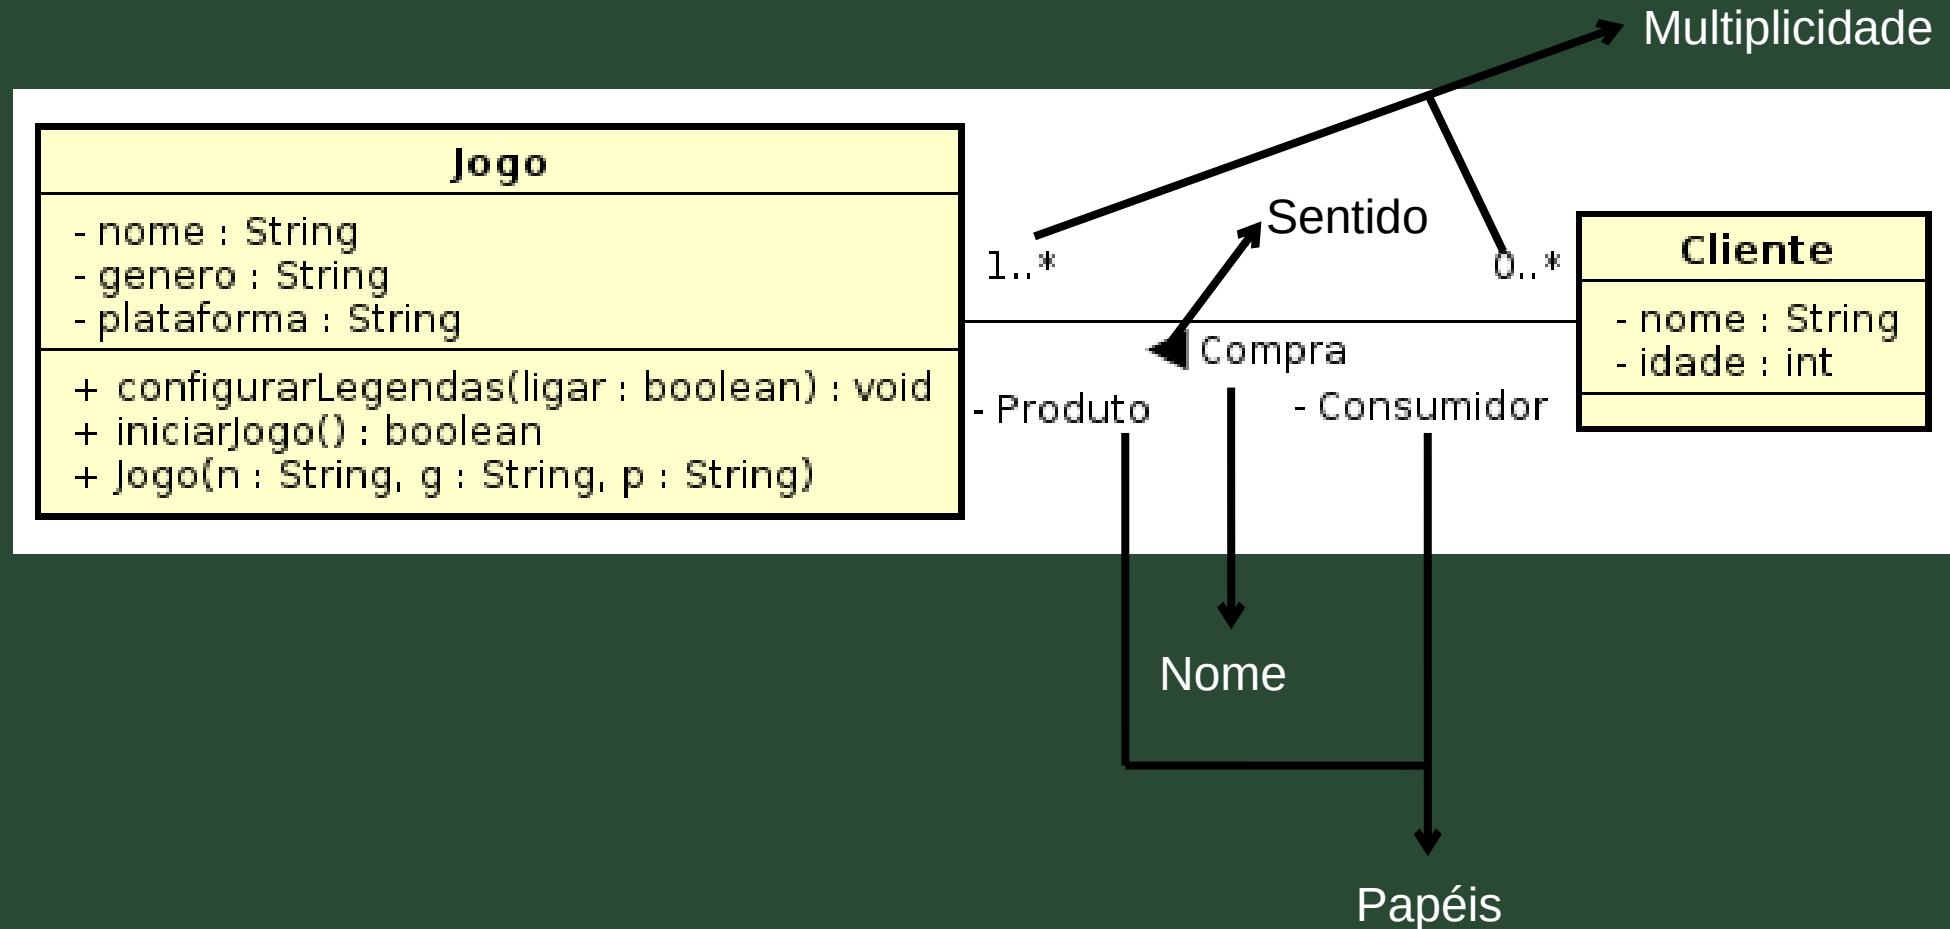 Multiplicidade
Jogo
- nome : String
- genero : String
- plataforma : String
+ configurarLegendas(ligar : boolean) : void
+ iniciarJogo() : boolean
+ Jogo(n : String, g : String, p : String)
1..*
Sentido
0..*
Compra
- Produto
- Consumidor
Cliente
- nome : String
- idade : int
Nome
Papéis